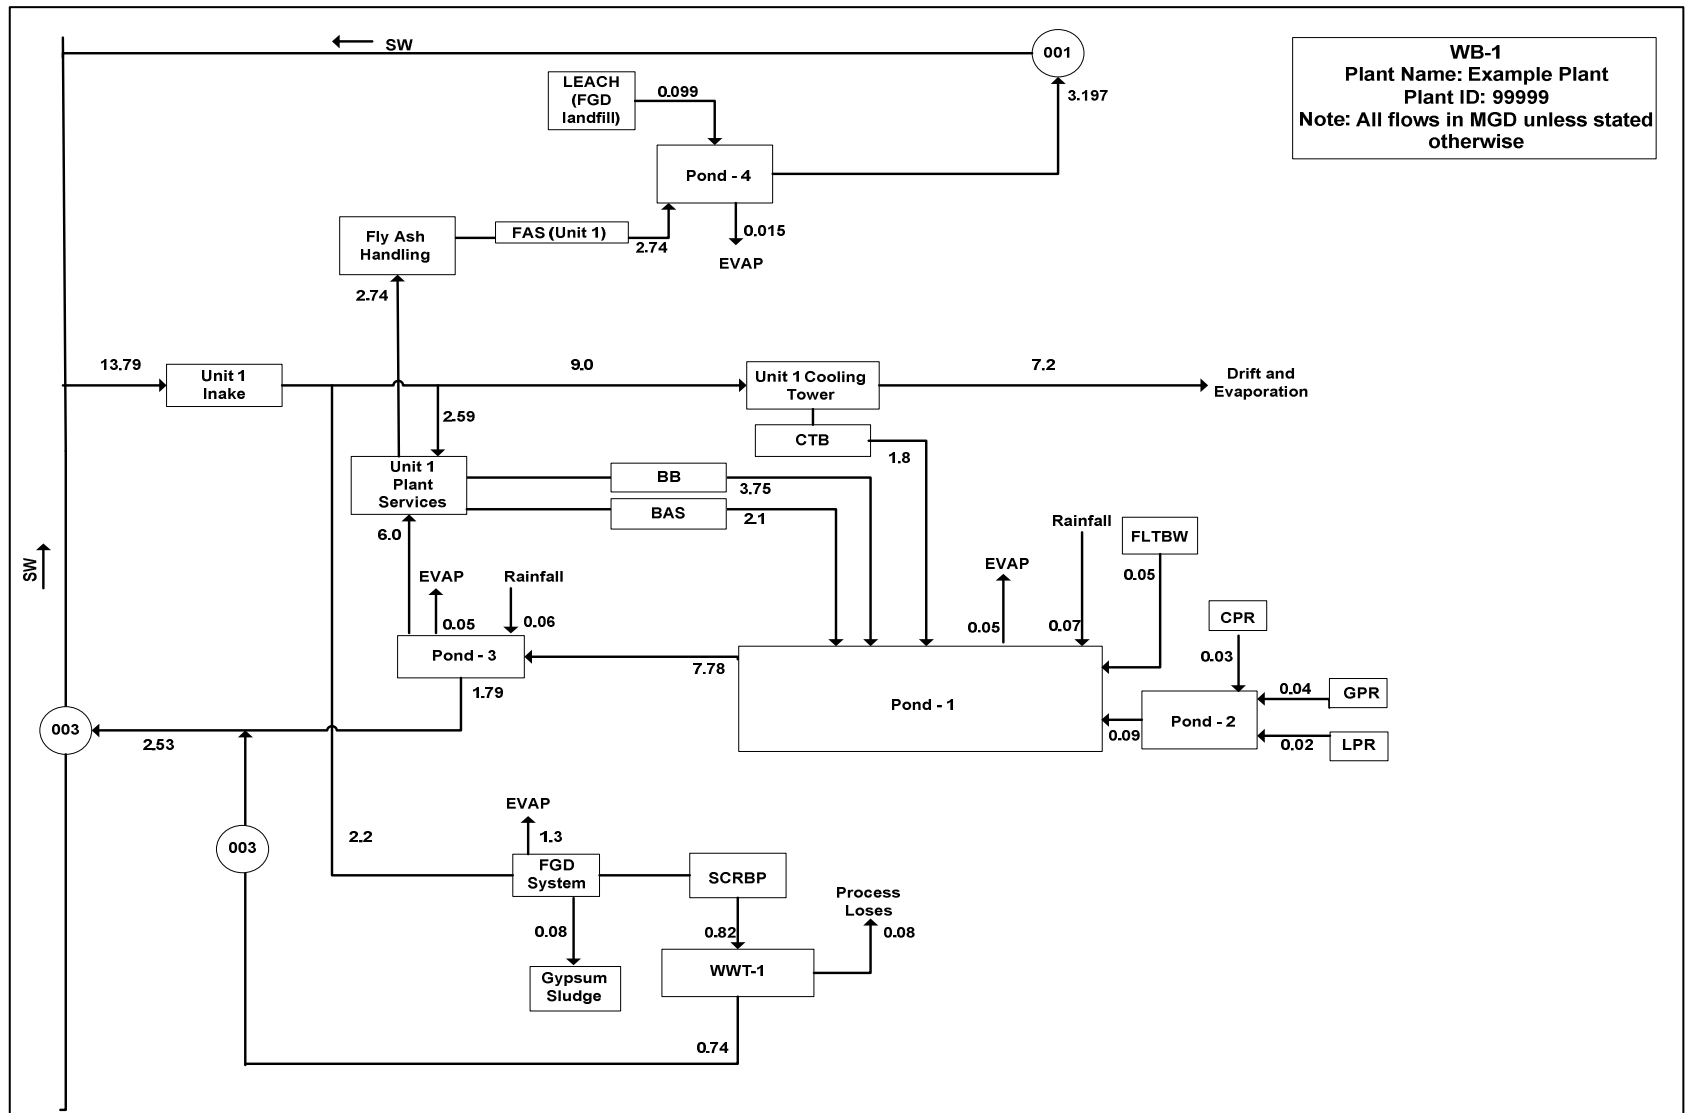 SW
001
WB-1
Plant Name: Example Plant
Plant ID: 99999
Note: All flows in MGD unless stated
otherwise
LEACH
(FGD
landfill)
0.099
3.197
Pond - 4
Fly Ash
Handling
FAS (Unit 1)
2.74
0.015
EVAP
2.74
13.79
Unit 1
Inake
9.0
Unit 1 Cooling
Tower
7.2
Drift and
Evaporation
2.59
CTB
1.8
Unit 1
Plant
Services
BB
3.75
BAS
2.1
6.0
SW
EVAP
Rainfall
0.05
0.06
Pond - 3
1.79
7.78
EVAP
0.05
Rainfall
0.07
FLTBW
0.05
CPR
0.03
Pond - 1
0.09
Pond - 2
0.04
GPR
0.02
LPR
003
2.53
003
2.2
EVAP
1.3
FGD
System
SCRBP
0.08
Gypsum
Sludge
0.82
WWT-1
Process
Loses
0.08
0.74